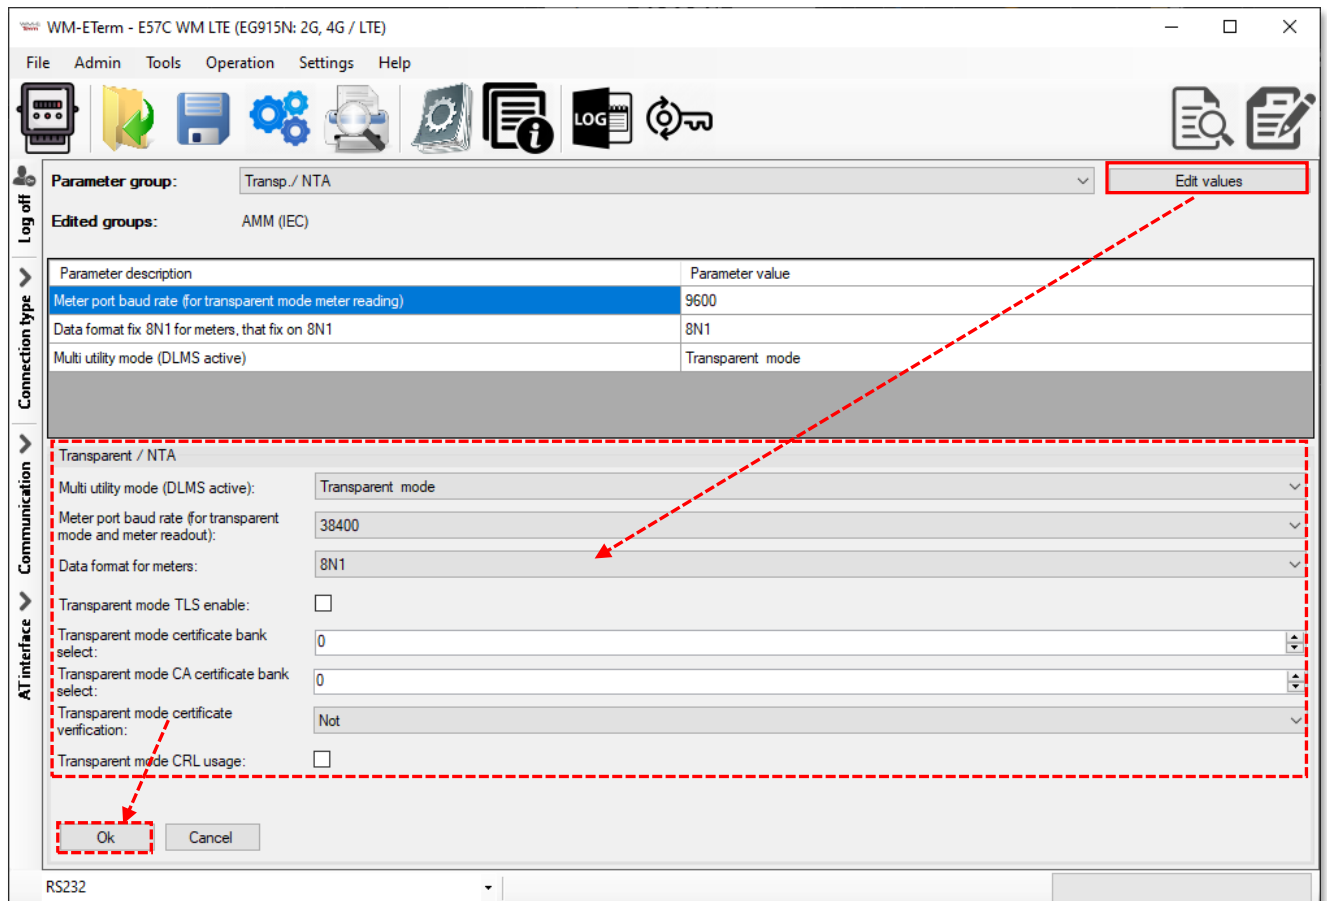 WM-ETerm - E57C WM LTE (EG915N: 2G, 4G / LTE)
File Admin Tools Operation Settings Help
LOG
Parameter group: Transp./ NTA Edit values
Edited groups: AMM (IEC)
Log off
Connection type
Communication
AT interface
Parameter description Parameter value
Meter port baud rate (for transparent mode meter reading) 9600
Data format fix 8N1 for meters, that fix on 8N1 8N1
Multi utility mode (DLMS active) Transparent mode
Transparent / NTA
Multi utility mode (DLMS active): Transparent mode
Meter port baud rate (for transparent
mode and meter readout): 38400
Data format for meters: 8N1
Transparent mode TLS enable:
Transparent mode certificate bank
select: 0
Transparent mode CA certificate bank
select: 0
Transparent mode certificate
verification: Not
Transparent mode CRL usage:
Ok Cancel
RS232